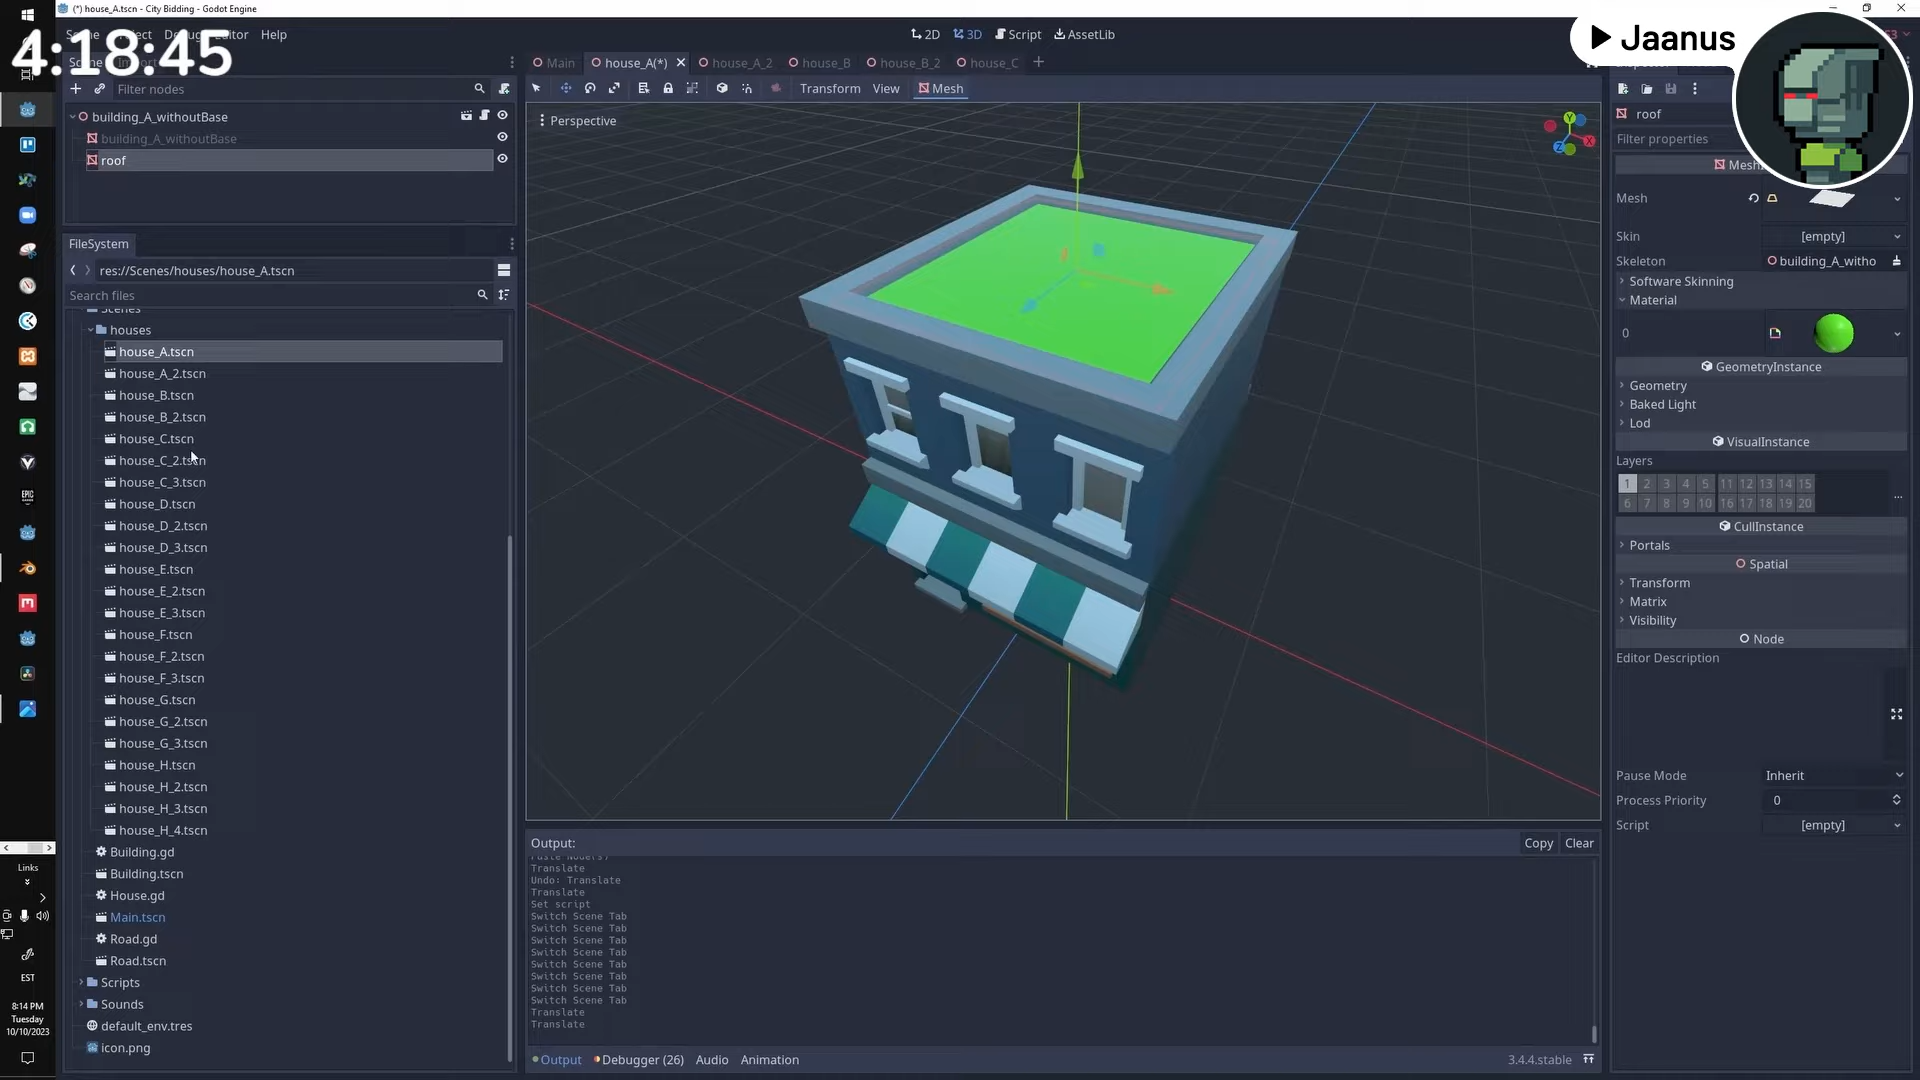 (*) house_A.tscn - City Bidding - Godot Engine
Help
2D
3D
Script
AssetLib
4:18:45
Jaanus
Main
house_A(*)
house_A_2
house_B
house_B_2
house_C
Filter nodes
Transform
View
Mesh
building_A_withoutBase
building_A_withoutBase
roof
Perspective
Y
X
Z
roof
Filter properties
Mesh
[empty]
Skin
Skeleton
building_A_witho
Software Skinning
Material
0
GeometryInstance
Geometry
Baked Light
Lod
VisualInstance
Layers
1 2 3 4 5 11 12 13 14 15
6 7 8 9 10 16 17 18 19 20
CullInstance
Portals
Spatial
Transform
Matrix
Visibility
Node
Editor Description
Pause Mode
Inherit
Process Priority
0
Script
[empty]
FileSystem
res://Scenes/houses/house_A.tscn
Search files
Scenes
houses
house_A.tscn
house_A_2.tscn
house_B.tscn
house_B_2.tscn
house_C.tscn
house_C_2.tscn
house_C_3.tscn
house_D.tscn
house_D_2.tscn
house_D_3.tscn
house_E.tscn
house_E_2.tscn
house_E_3.tscn
house_F.tscn
house_F_2.tscn
house_F_3.tscn
house_G.tscn
house_G_2.tscn
house_G_3.tscn
house_H.tscn
house_H_2.tscn
house_H_3.tscn
house_H_4.tscn
Building.gd
Building.tscn
House.gd
Main.tscn
Road.gd
Road.tscn
Scripts
Sounds
default_env.tres
icon.png
Output:
Copy
Clear
Paste Node(s)
Translate
Undo: Translate
Translate
Set script
Switch Scene Tab
Switch Scene Tab
Switch Scene Tab
Switch Scene Tab
Switch Scene Tab
Switch Scene Tab
Switch Scene Tab
Switch Scene Tab
Translate
Translate
Output
Debugger (26)
Audio
Animation
3.4.4.stable
EPIC
Links
EST
8:14 PM
Tuesday
10/10/2023